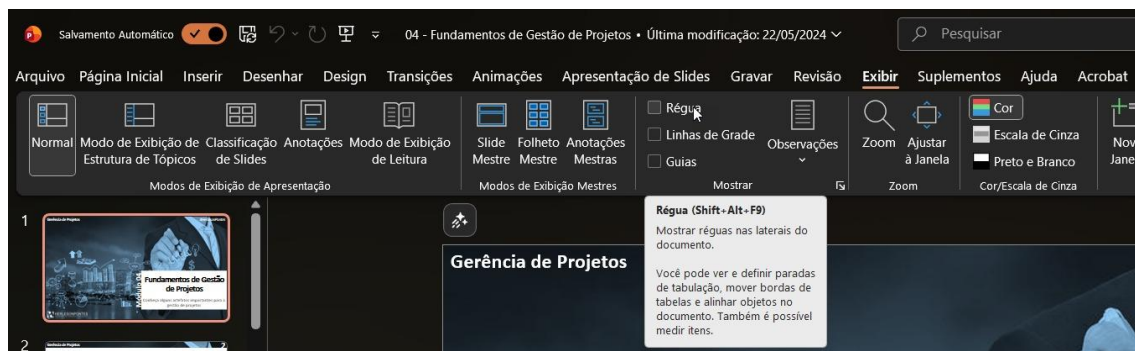 Salvamento Automático
04 - Fundamentos de Gestão de Projetos • Última modificação: 22/05/2024
Pesquisar
Arquivo Página Inicial Inserir Desenhar Design Transições Animações Apresentação de Slides Gravar Revisão Exibir Suplementos Ajuda Acrobat
Normal
Modo de Exibição de
Estrutura de Tópicos
Classificação
de Slides
Anotações
Modo de Exibição
de Leitura
Modos de Exibição de Apresentação
Slide
Mestre
Folheto
Mestre
Anotações
Mestras
Modos de Exibição Mestres
Régua
Linhas de Grade
Guias
Observações
Mostrar
Zoom
Ajustar
à Janela
Zoom
Cor
Escala de Cinza
Preto e Branco
Cor/Escala de Cinza
Nov
Jane
Régua (Shift+Alt+F9)
Mostrar réguas nas laterais do
documento.
Você pode ver e definir paradas
de tabulação, mover bordas de
tabelas e alinhar objetos no
documento. Também é possível
medir itens.
1
Gerência de Projetos
Módulo 04
Fundamentos de Gestão
de Projetos
Gerência de Projetos
2